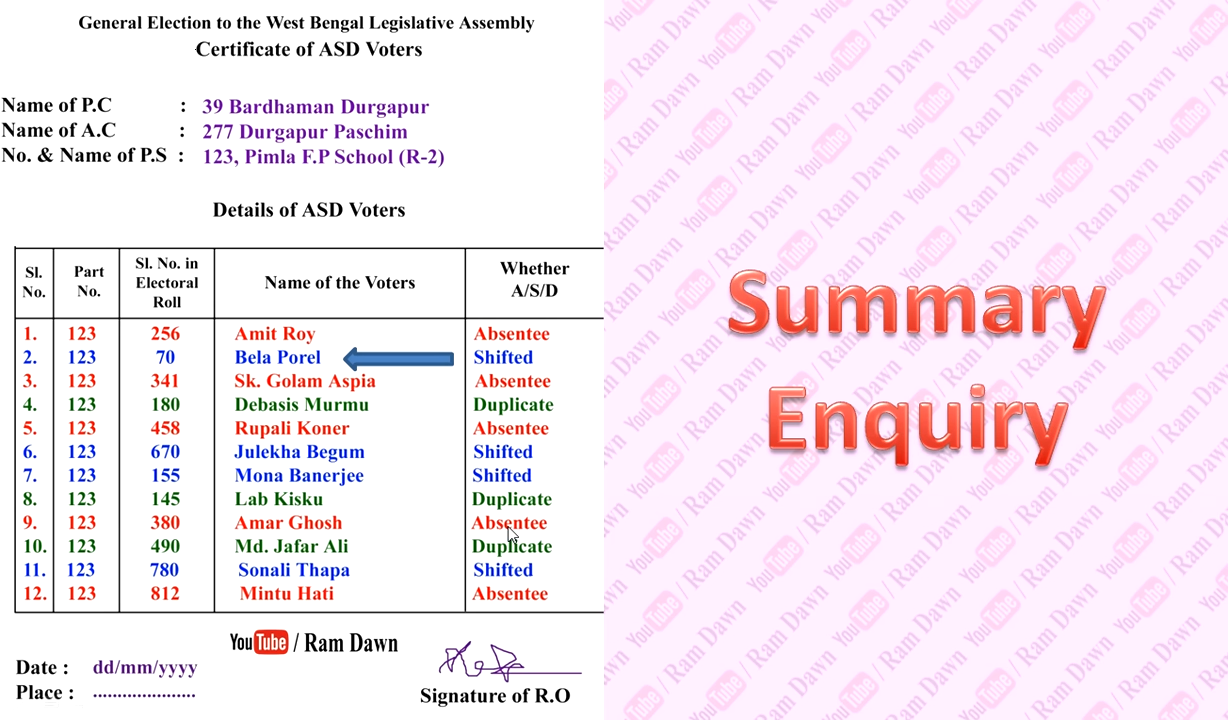 General Election to the West Bengal Legislative Assembly
Certificate of ASD Voters
Name of P.C : 39 Bardhaman Durgapur
Name of A.C : 277 Durgapur Paschim
No. & Name of P.S : 123, Pimla F.P School (R-2)
Details of ASD Voters
Sl. No. Part No. Sl. No. in Electoral Roll Name of the Voters Whether A/S/D
1. 123 256 Amit Roy Absentee
2. 123 70 Bela Porel Shifted
3. 123 341 Sk. Golam Aspia Absentee
4. 123 180 Debasis Murmu Duplicate
5. 123 458 Rupali Koner Absentee
6. 123 670 Julekha Begum Shifted
7. 123 155 Mona Banerjee Shifted
8. 123 145 Lab Kisku Duplicate
9. 123 380 Amar Ghosh Absentee
10. 123 490 Md. Jafar Ali Duplicate
11. 123 780 Sonali Thapa Shifted
12. 123 812 Mintu Hati Absentee
YouTube / Ram Dawn
Date : dd/mm/yyyy
Place : ......................
Signature of R.O
Summary
Enquiry